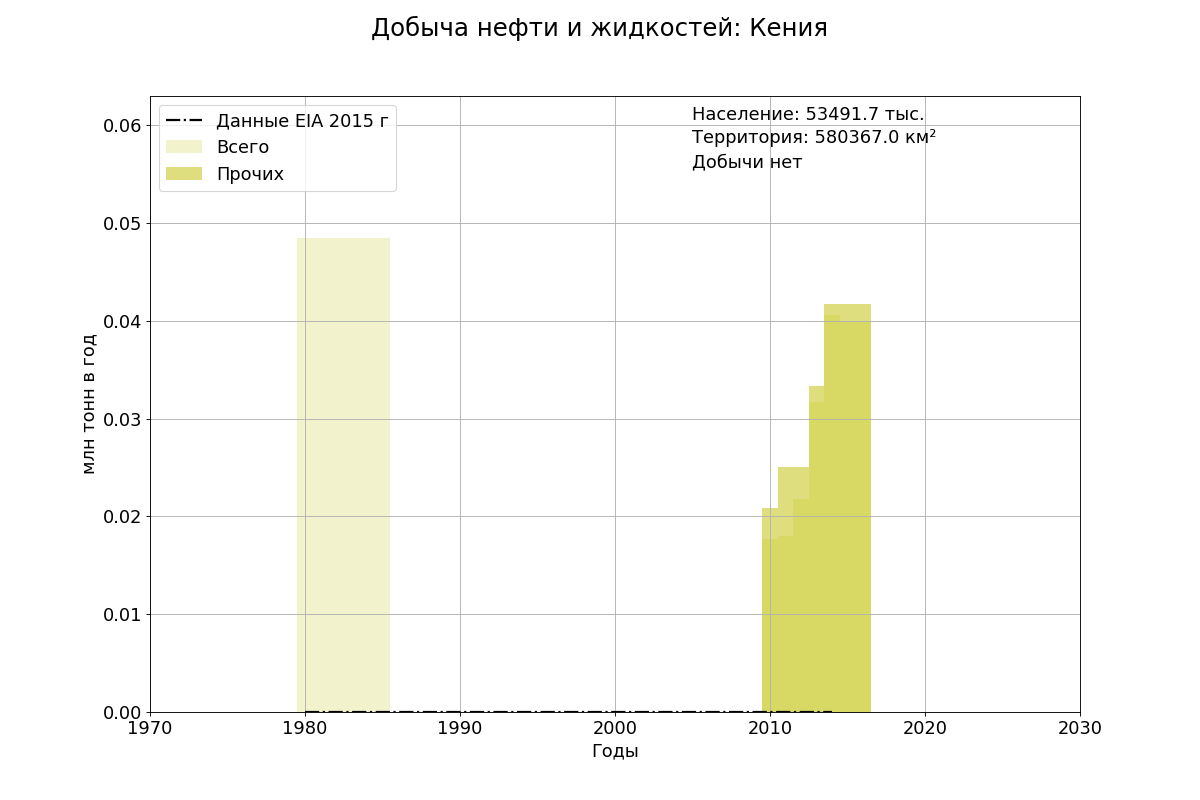 Добыча нефти и жидкостей: Кения
Данные EIA 2015 г
Всего
Прочих
Население: 53491.7 тыс.
Территория: 580367.0 км²
Добычи нет
млн тонн в год
0.06
0.05
0.04
0.03
0.02
0.01
0.00
1970 1980 1990 2000 2010 2020 2030
Годы